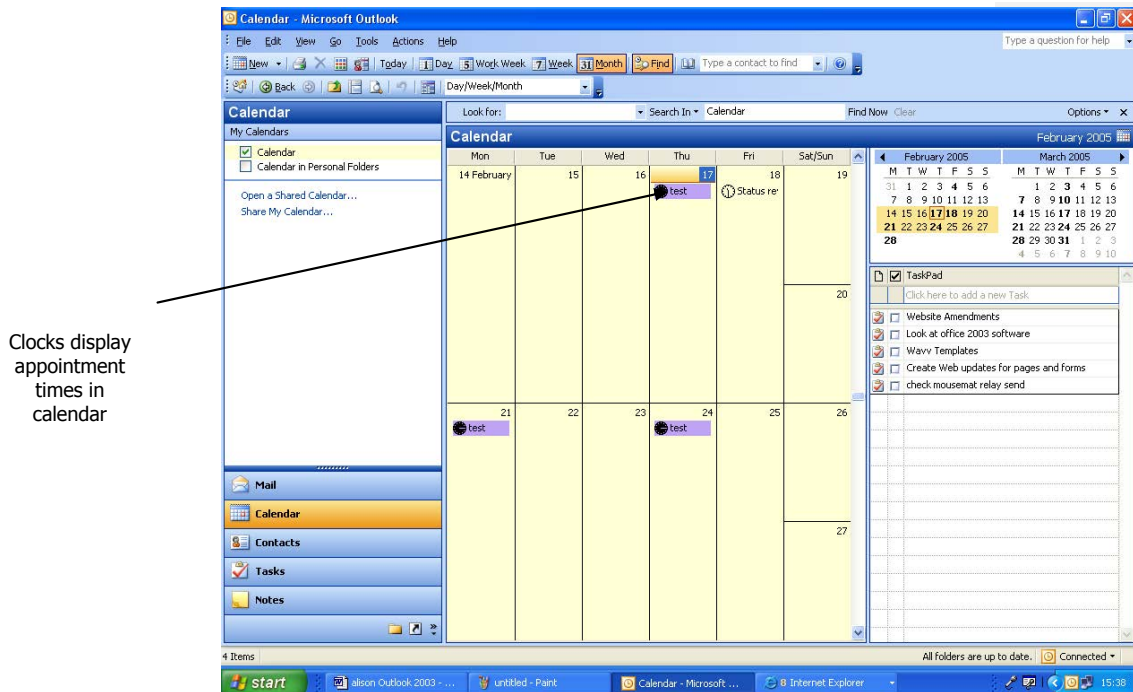 Calendar - Microsoft Outlook
File Edit View Go Tools Actions Help
Type a question for help
New Today 1 Day 5 Work Week 7 Week 31 Month Find Type a contact to find
Back Day/Week/Month
Calendar
Look for: Search In Calendar Find Now Clear Options
My Calendars
Calendar
Calendar in Personal Folders
Open a Shared Calendar...
Share My Calendar...
Calendar February 2005
Mon Tue Wed Thu Fri Sat/Sun
14 February 15 16 17 18 19
test Status re
20
21 22 23 24 25 26
test test
27
February 2005
M T W T F S S
31 1 2 3 4 5 6
7 8 9 10 11 12 13
14 15 16 17 18 19 20
21 22 23 24 25 26 27
28
March 2005
M T W T F S S
1 2 3 4 5 6
7 8 9 10 11 12 13
14 15 16 17 18 19 20
21 22 23 24 25 26 27
28 29 30 31 1 2 3
4 5 6 7 8 9 10
TaskPad
Click here to add a new Task
Website Amendments
Look at office 2003 software
Wavv Templates
Create Web updates for pages and forms
check mousemat relay send
Clocks display
appointment
times in
calendar
Mail
Calendar
Contacts
Tasks
Notes
4 Items
All folders are up to date. Connected
start alison Outlook 2003 - ... untitled - Paint Calendar - Microsoft ... 8 Internet Explorer 15:38